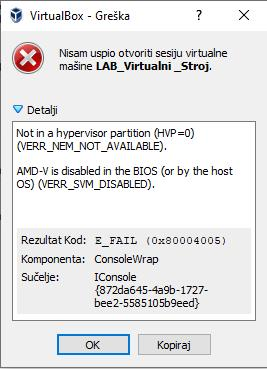 VirtualBox - Greška
Nisam uspio otvoriti sesiju virtualne
mašine LAB_Virtualni _Stroj.
Detalji
Not in a hypervisor partition (HVP=0)
(VERR_NEM_NOT_AVAILABLE).
AMD-V is disabled in the BIOS (or by the host
OS) (VERR_SVM_DISABLED).
Rezultat Kod: E_FAIL (0x80004005)
Komponenta: ConsoleWrap
Sučelje: IConsole
{872da645-4a9b-1727-
bee2-5585105b9eed}
OK
Kopiraj